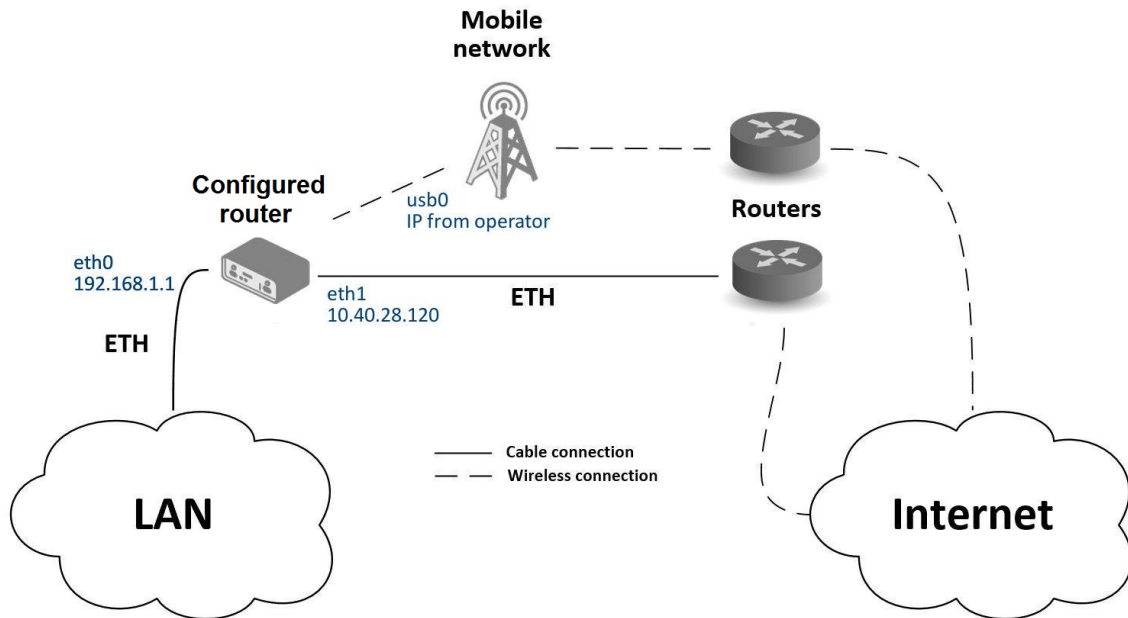 Mobile
network
Configured
router
usb0
IP from operator
Routers
eth0
192.168.1.1
eth1
10.40.28.120
ETH
ETH
Cable connection
Wireless connection
LAN
Internet